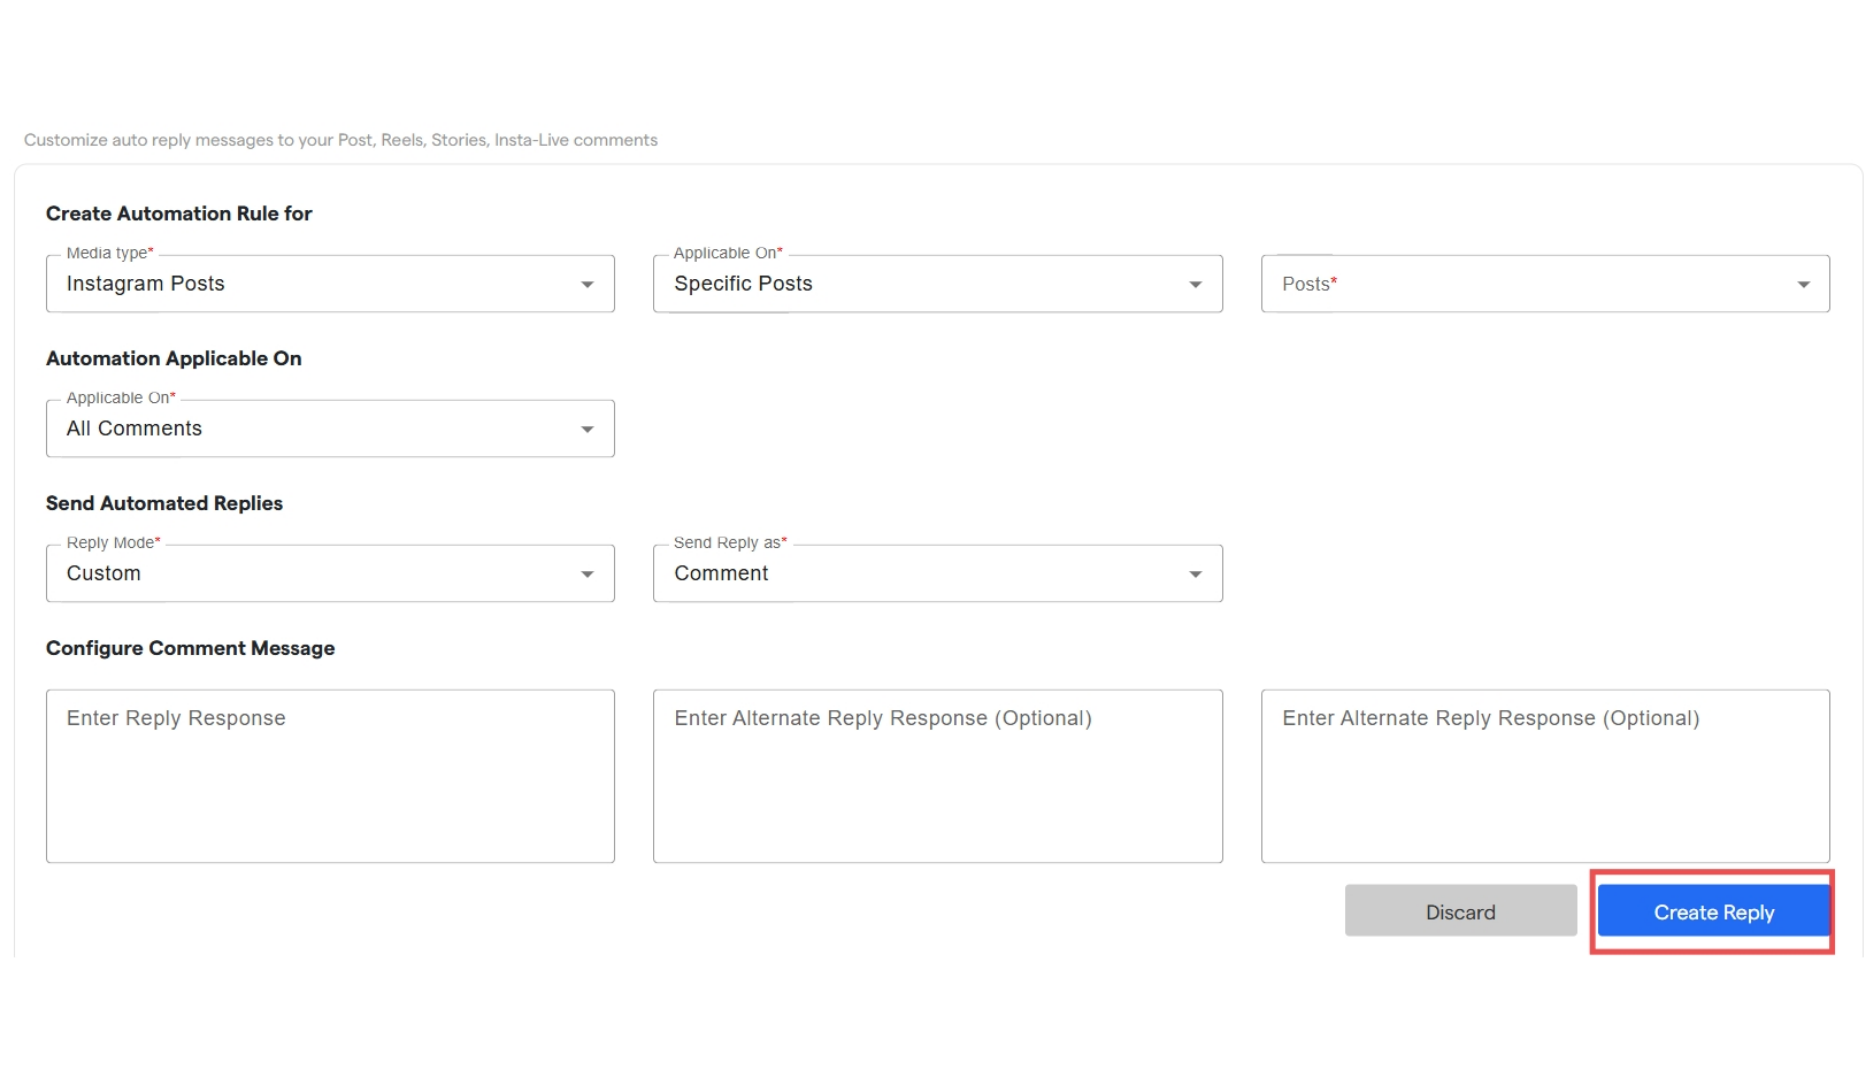 Customize auto reply messages to your Post, Reels, Stories, Insta-Live comments
Create Automation Rule for
Media type*
Instagram Posts
Applicable On*
Specific Posts
Posts*
Automation Applicable On
Applicable On*
All Comments
Send Automated Replies
Reply Mode*
Custom
Send Reply as*
Comment
Configure Comment Message
Enter Reply Response
Enter Alternate Reply Response (Optional)
Enter Alternate Reply Response (Optional)
Discard
Create Reply